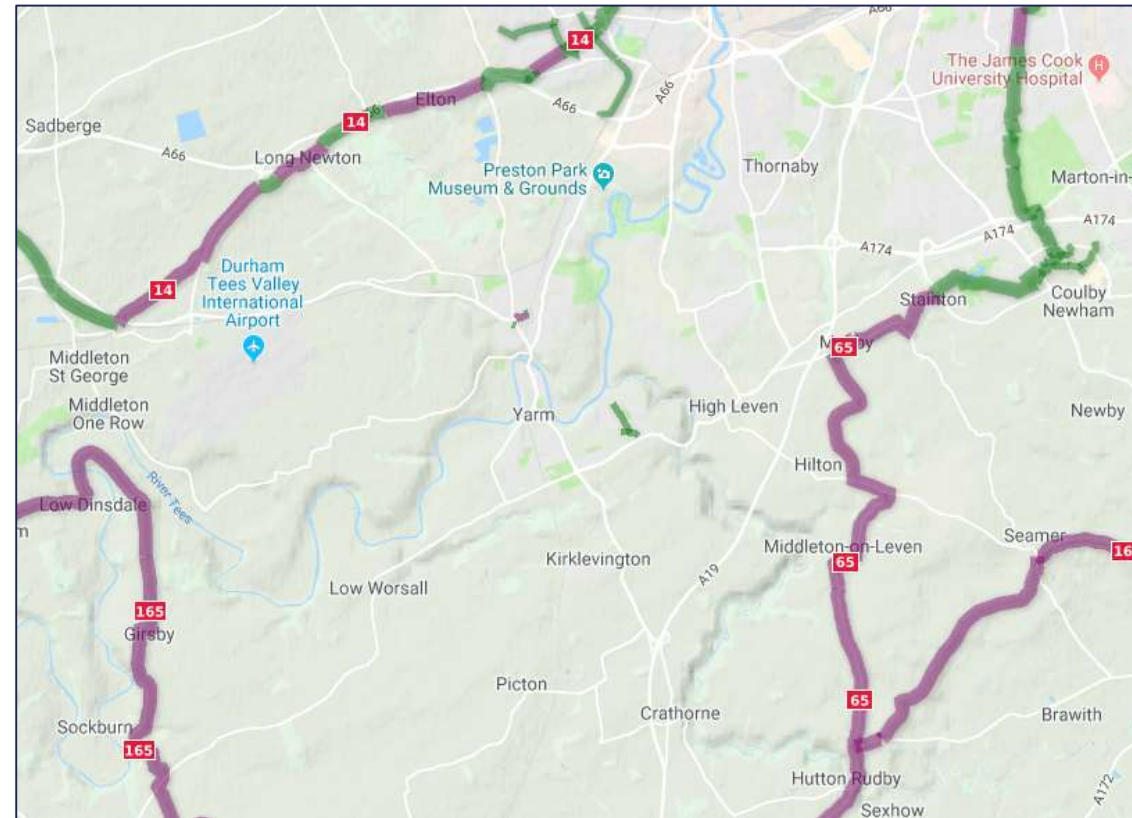 A66
14
The James Cook
University Hospital
H
Elton
A66
A66
Sadberge
14
A66
Long Newton
Preston Park
Museum & Grounds
Thornaby
Marton-in-
A174
A174
A174
Durham
Tees Valley
International
Airport
14
Stainton
Coulby
Newham
65
Middleton
St George
Middleton
One Row
Yarm
High Leven
Newby
Hilton
River Tees
Low Dinsdale
m
Seamer
Middleton-on-Leven
65
16
Kirklevington
A19
Low Worsall
165
Girsby
Picton
65
Crathorne
Brawith
Sockburn
165
Hutton Rudby
A172
Sexhow